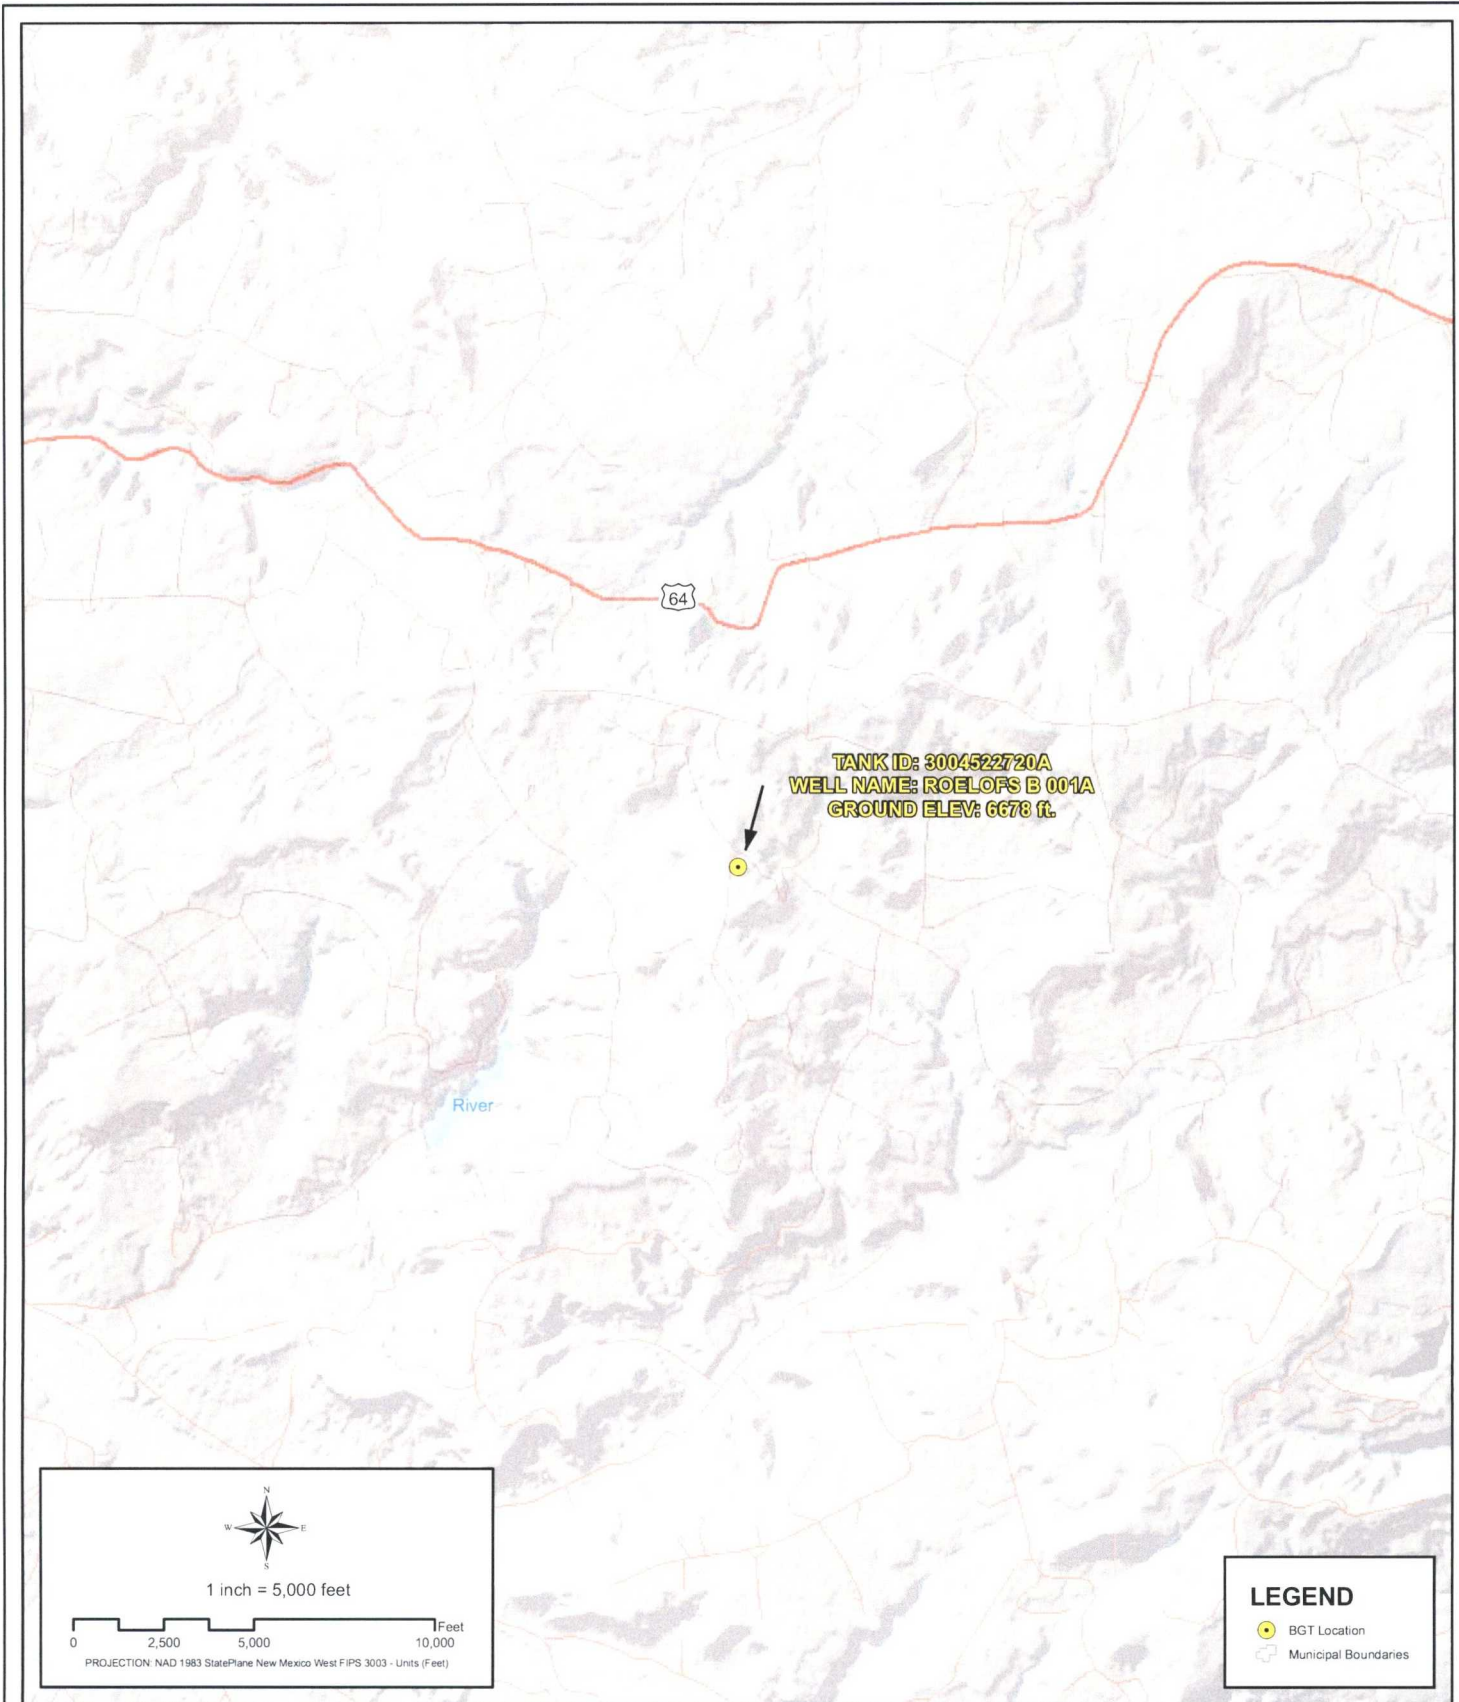 64
TANK ID: 3004522720A
WELL NAME: ROELOFS B 001A
GROUND ELEV: 6678 ft.
River
N
W E
S
1 inch = 5,000 feet
Feet
0 2,500 5,000 10,000
PROJECTION: NAD 1983 StatePlane New Mexico West FIPS 3003 - Units (Feet)
LEGEND
BGT Location
Municipal Boundaries